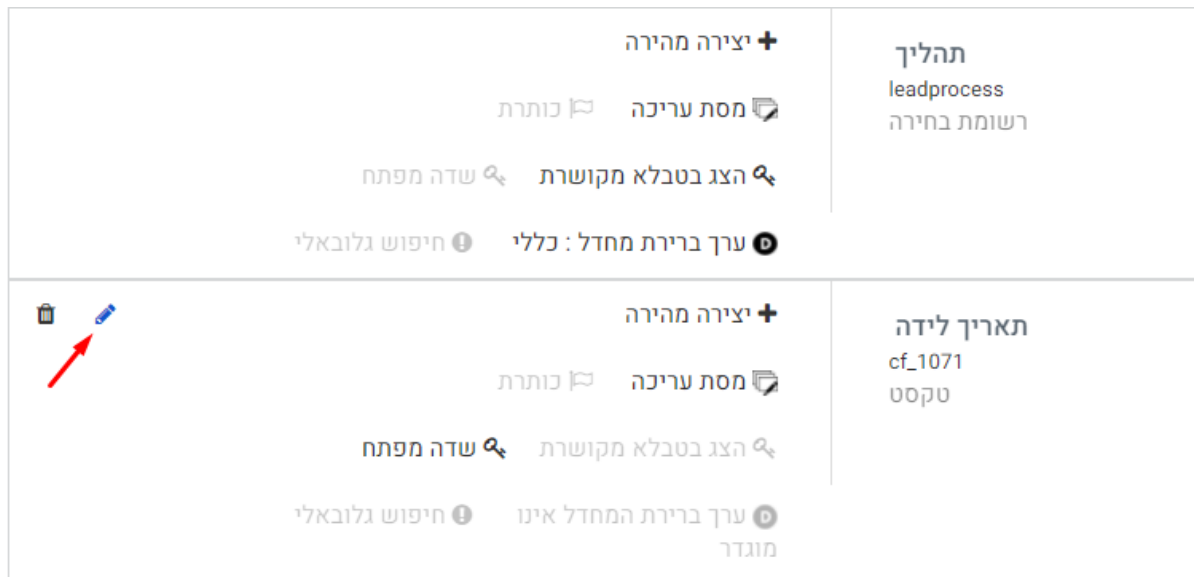 תהליך
leadprocess
רשומת בחירה
יצירה מהירה
מסת עריכה כותרת
הצג בטבלא מקושרת שדה מפתח
ערך ברירת מחדל : כללי חיפוש גלובאלי
תאריך לידה
cf_1071
טקסט
יצירה מהירה
מסת עריכה כותרת
הצג בטבלא מקושרת שדה מפתח
ערך ברירת המחדל אינו חיפוש גלובאלי
מוגדר